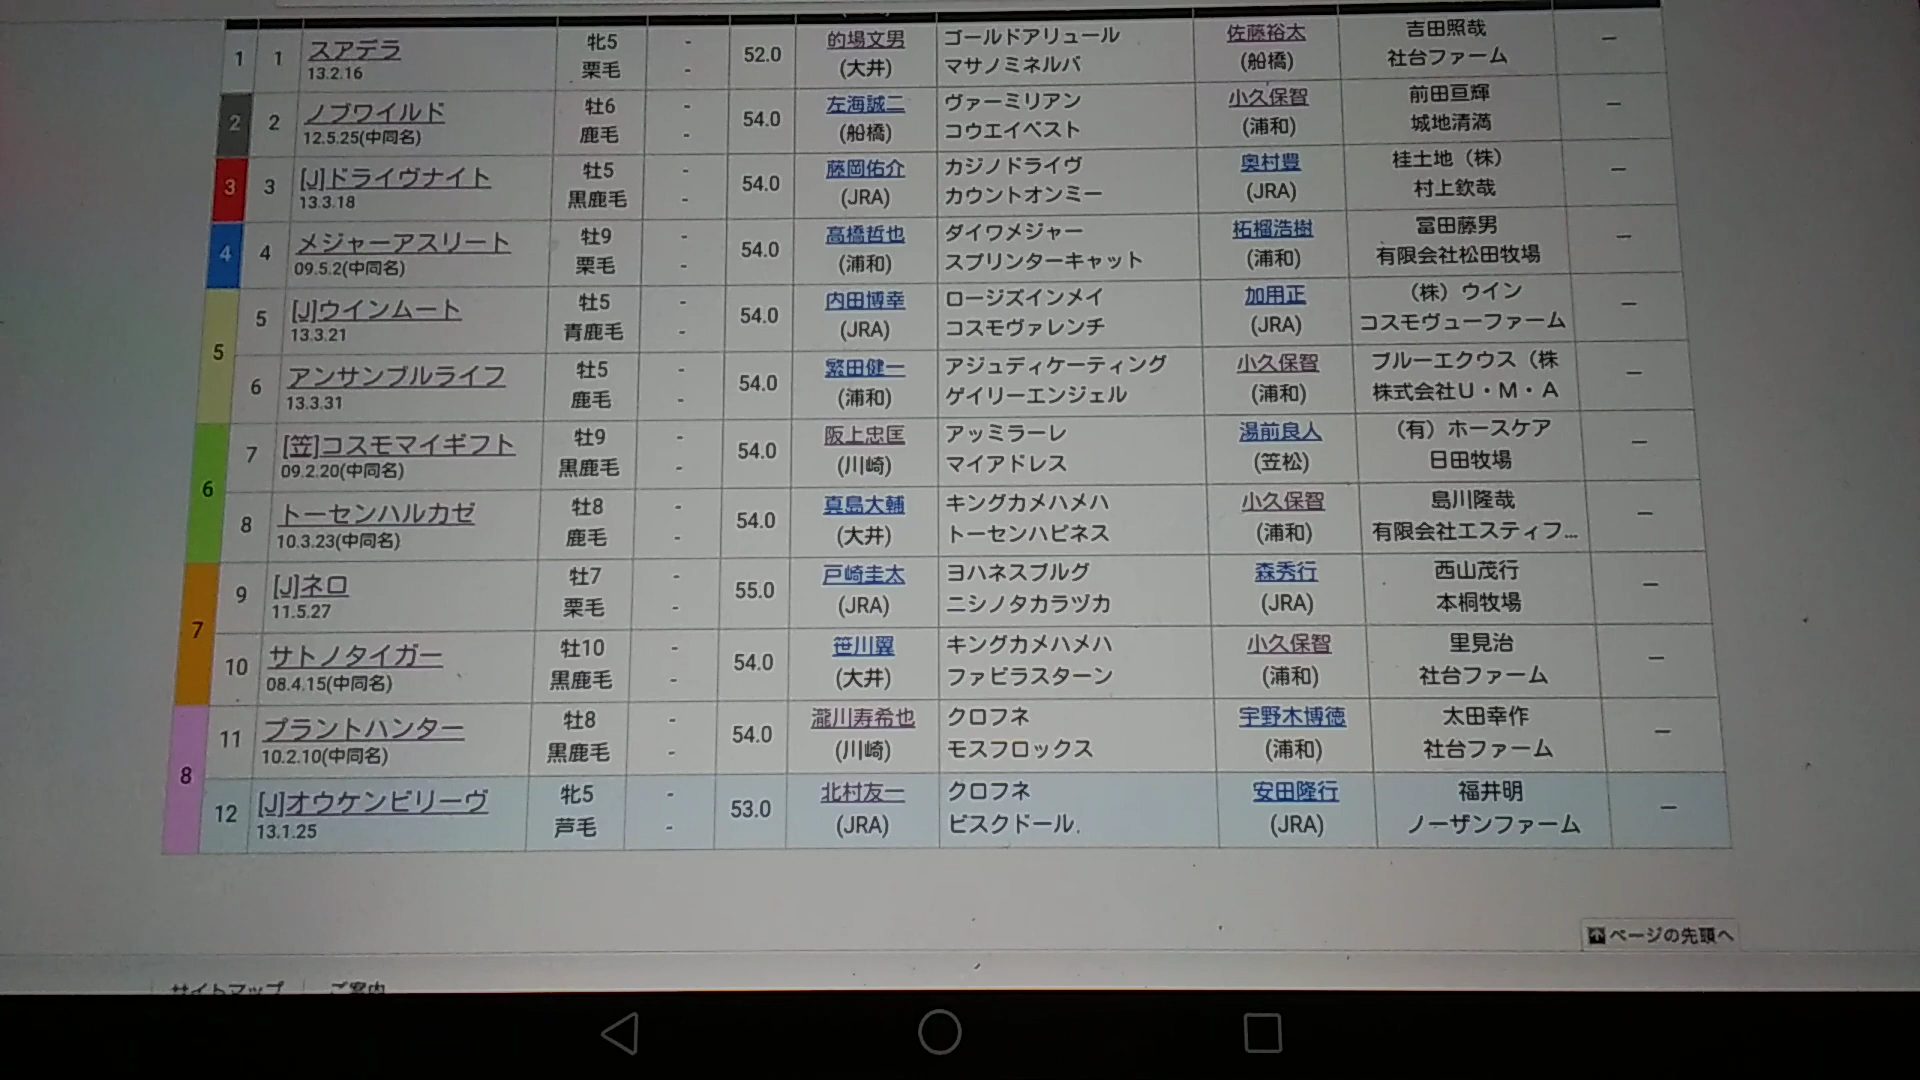 1 1 スアデラ 牝5 - 52.0 的場文男 ゴールドアリュール 佐藤裕太 吉田照哉 －
13.2.16 栗毛 - (大井) マサノミネルバ (船橋) 社台ファーム
2 2 ノブワイルド 牡6 - 54.0 左海誠二 ヴァーミリアン 小久保智 前田亘輝 －
12.5.25(中同名) 鹿毛 - (船橋) コウエイベスト (浦和) 城地清満
3 3 [J]ドライヴナイト 牡5 - 54.0 藤岡佑介 カジノドライヴ 奥村豊 桂土地（株） －
13.3.18 黒鹿毛 - (JRA) カウントオンミー (JRA) 村上欽哉
4 4 メジャーアスリート 牡9 - 54.0 高橋哲也 ダイワメジャー 柘榴浩樹 冨田藤男 －
09.5.2(中同名) 栗毛 - (浦和) スプリンターキャット (浦和) 有限会社松田牧場
5 5 [J]ウインムート 牡5 - 54.0 内田博幸 ロージズインメイ 加用正 （株）ウイン －
13.3.21 青鹿毛 - (JRA) コスモヴァレンチ (JRA) コスモヴューファーム
6 アンサンブルライフ 牡5 - 54.0 繁田健一 アジュディケーティング 小久保智 ブルーエクウス（株 －
13.3.31 鹿毛 - (浦和) ゲイリーエンジェル (浦和) 株式会社U・M・A
6 7 [笠]コスモマイギフト 牡9 - 54.0 阪上忠匡 アッミラーレ 湯前良人 （有）ホースケア －
09.2.20(中同名) 黒鹿毛 - (川崎) マイアドレス (笠松) 日田牧場
8 トーセンハルカゼ 牡8 - 54.0 真島大輔 キングカメハメハ 小久保智 島川隆哉 －
10.3.23(中同名) 鹿毛 - (大井) トーセンハピネス (浦和) 有限会社エスティフ...
7 9 [J]ネロ 牡7 - 55.0 戸崎圭太 ヨハネスブルグ 森秀行 西山茂行 －
11.5.27 栗毛 - (JRA) ニシノタカラヅカ (JRA) 本桐牧場
10 サトノタイガー 牡10 - 54.0 笹川翼 キングカメハメハ 小久保智 里見治 －
08.4.15(中同名) 黒鹿毛 - (大井) ファビラスターン (浦和) 社台ファーム
8 11 プラントハンター 牡8 - 54.0 瀧川寿希也 クロフネ 宇野木博徳 太田幸作 －
10.2.10(中同名) 黒鹿毛 - (川崎) モスフロックス (浦和) 社台ファーム
12 [J]オウケンビリーヴ 牝5 - 53.0 北村友一 クロフネ 安田隆行 福井明 －
13.1.25 芦毛 - (JRA) ビスクドール (JRA) ノーザンファーム
ページの先頭へ
サイトマップ ご案内